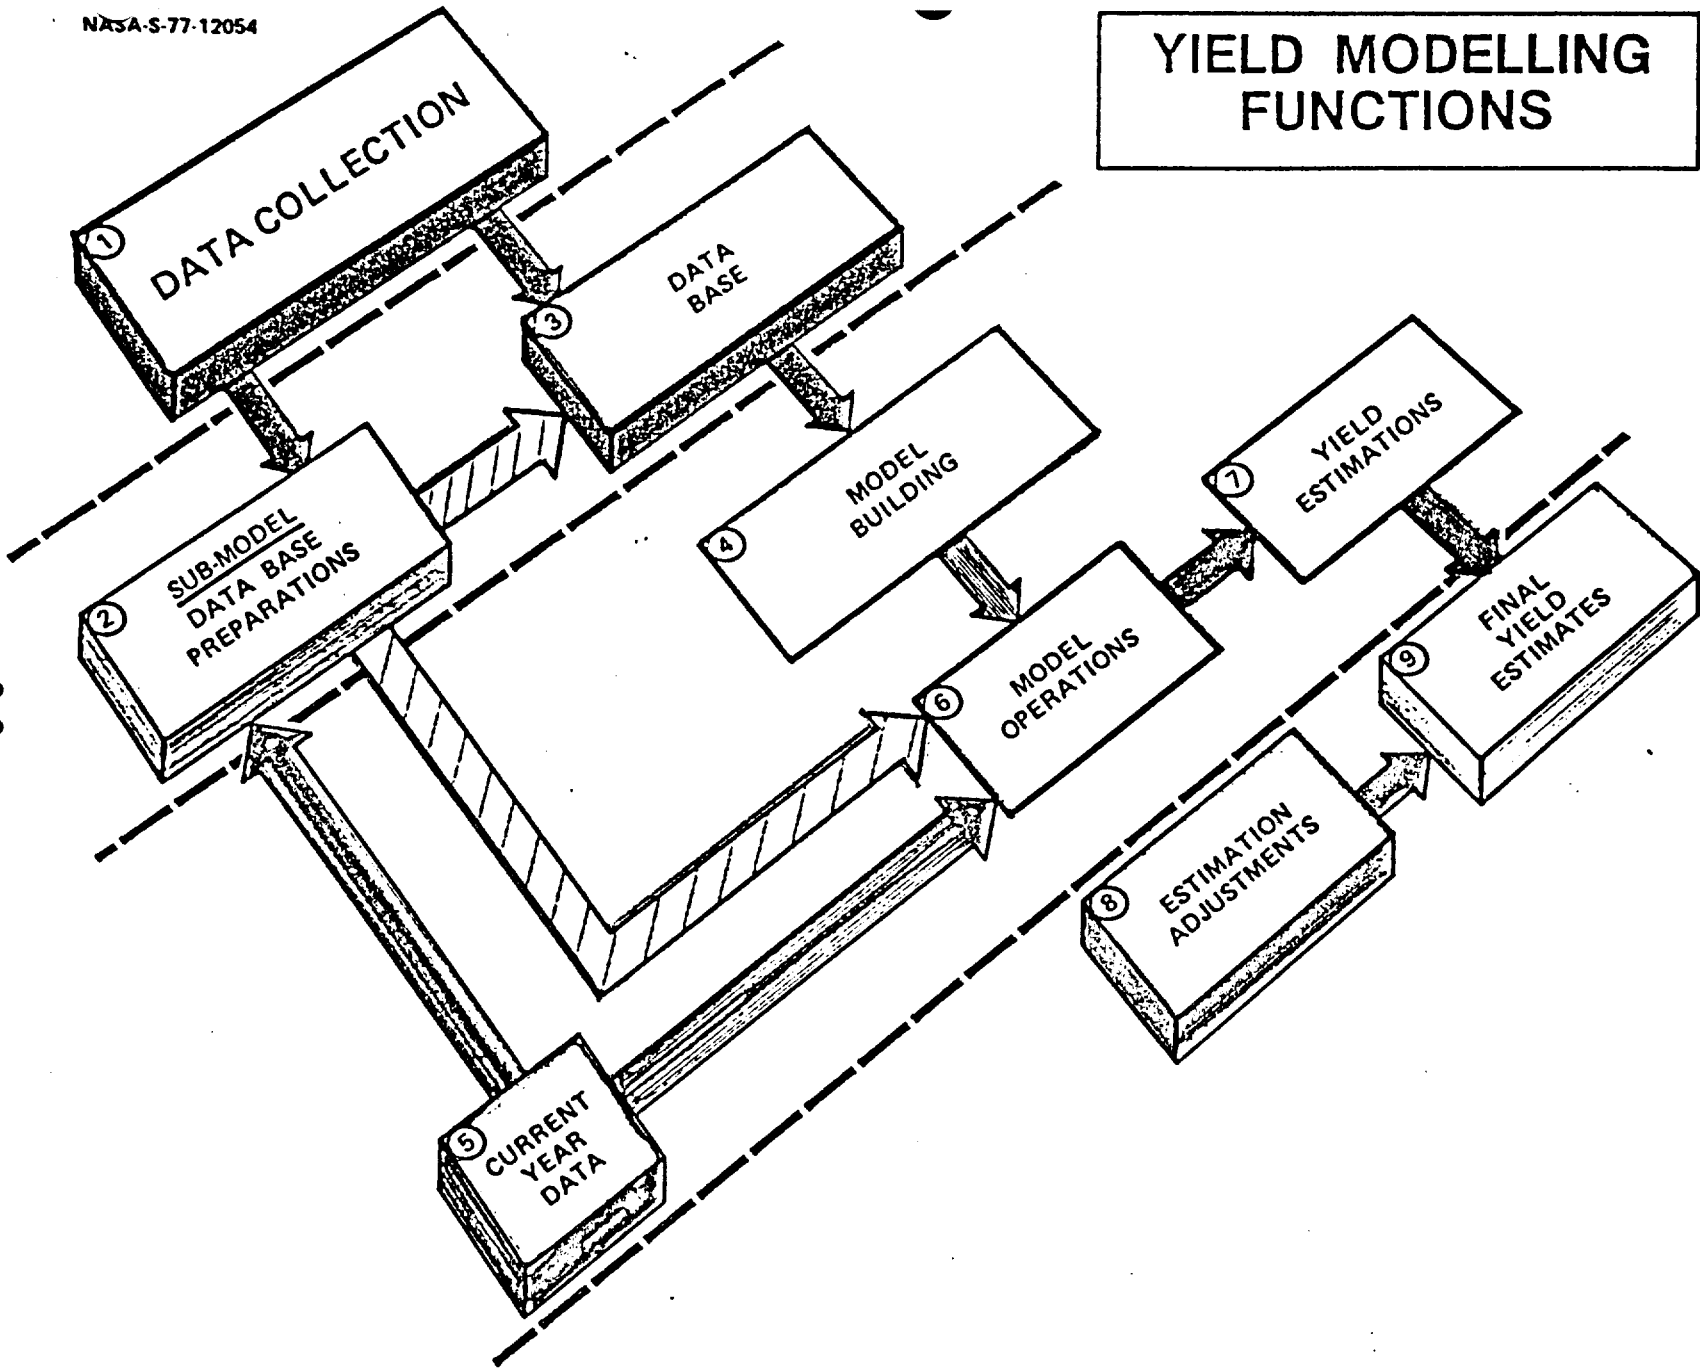 NASA-S-77-12054
YIELD MODELLING
FUNCTIONS
1
DATA COLLECTION
2
SUB-MODEL
DATA BASE
PREPARATIONS
3
DATA
BASE
4
MODEL
BUILDING
5
CURRENT
YEAR
DATA
6
MODEL
OPERATIONS
7
YIELD
ESTIMATIONS
8
ESTIMATION
ADJUSTMENTS
9
FINAL
YIELD
ESTIMATES